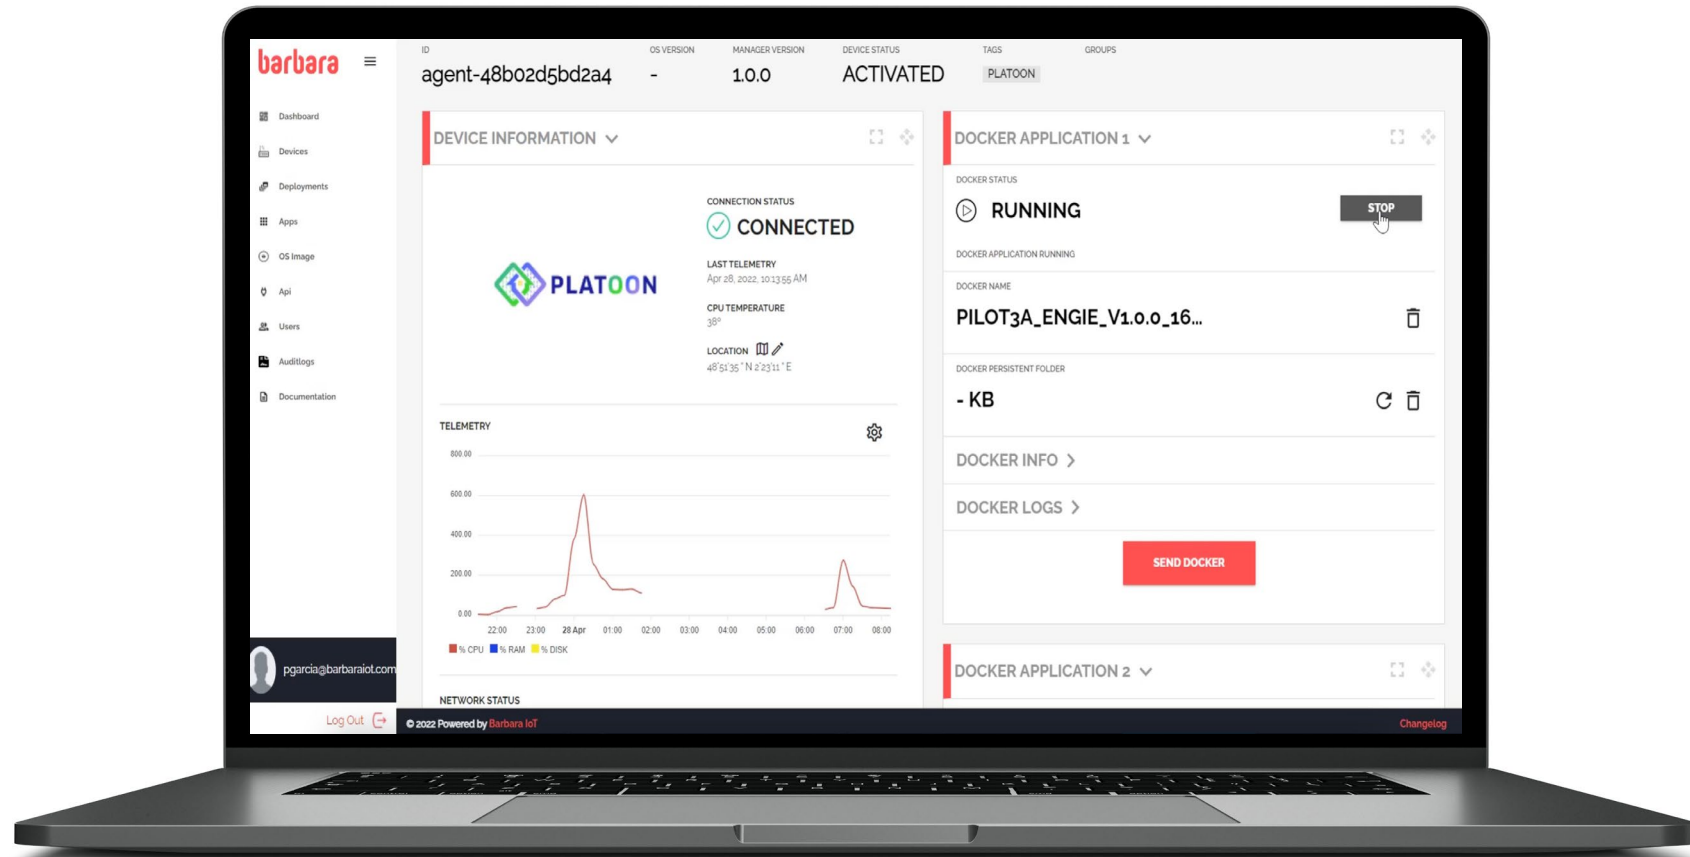 barbara
Dashboard
Devices
Deployments
Apps
OS Image
Api
Users
Auditlogs
Documentation
pgarcia@barbaraiot.com
Log Out
ID
agent-48b02d5bd2a4
OS VERSION
-
MANAGER VERSION
1.0.0
DEVICE STATUS
ACTIVATED
TAGS
PLATOON
GROUPS
DEVICE INFORMATION
PLATOON
CONNECTION STATUS
CONNECTED
LAST TELEMETRY
Apr 28, 2022, 10:13:55 AM
CPU TEMPERATURE
38°
LOCATION
48°51'35 " N 2°23'11 " E
TELEMETRY
800.00
600.00
400.00
200.00
0.00
22:00 23:00 28 Apr 01:00 02:00 03:00 04:00 05:00 06:00 07:00 08:00
% CPU % RAM % DISK
NETWORK STATUS
DOCKER APPLICATION 1
DOCKER STATUS
RUNNING
STOP
DOCKER APPLICATION RUNNING
DOCKER NAME
PILOT3A_ENGIE_V1.0.0_16...
DOCKER PERSISTENT FOLDER
- KB
DOCKER INFO
DOCKER LOGS
SEND DOCKER
DOCKER APPLICATION 2
© 2022 Powered by Barbara IoT
Changelog